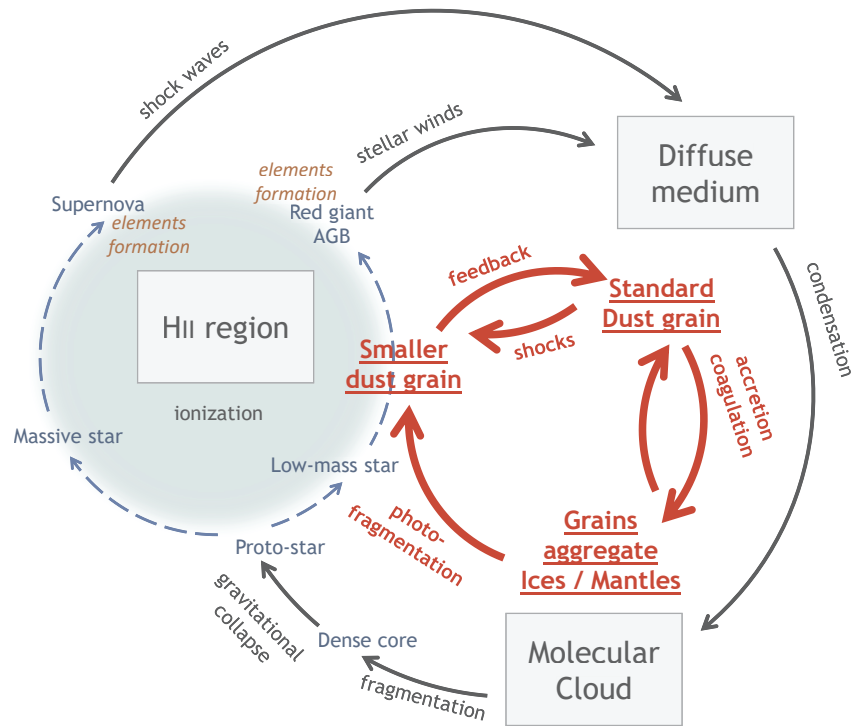 shock waves
stellar winds
elements
formation
Red giant
AGB
Supernova
elements
formation
Diffuse
medium
feedback
Standard
Dust grain
condensation
HII region
Smaller
dust grain
shocks
accretion
coagulation
ionization
Massive star
Low-mass star
photo-
fragmentation
Grains
aggregate
Ices / Mantles
Proto-star
gravitational
collapse
Dense core
Molecular
Cloud
fragmentation